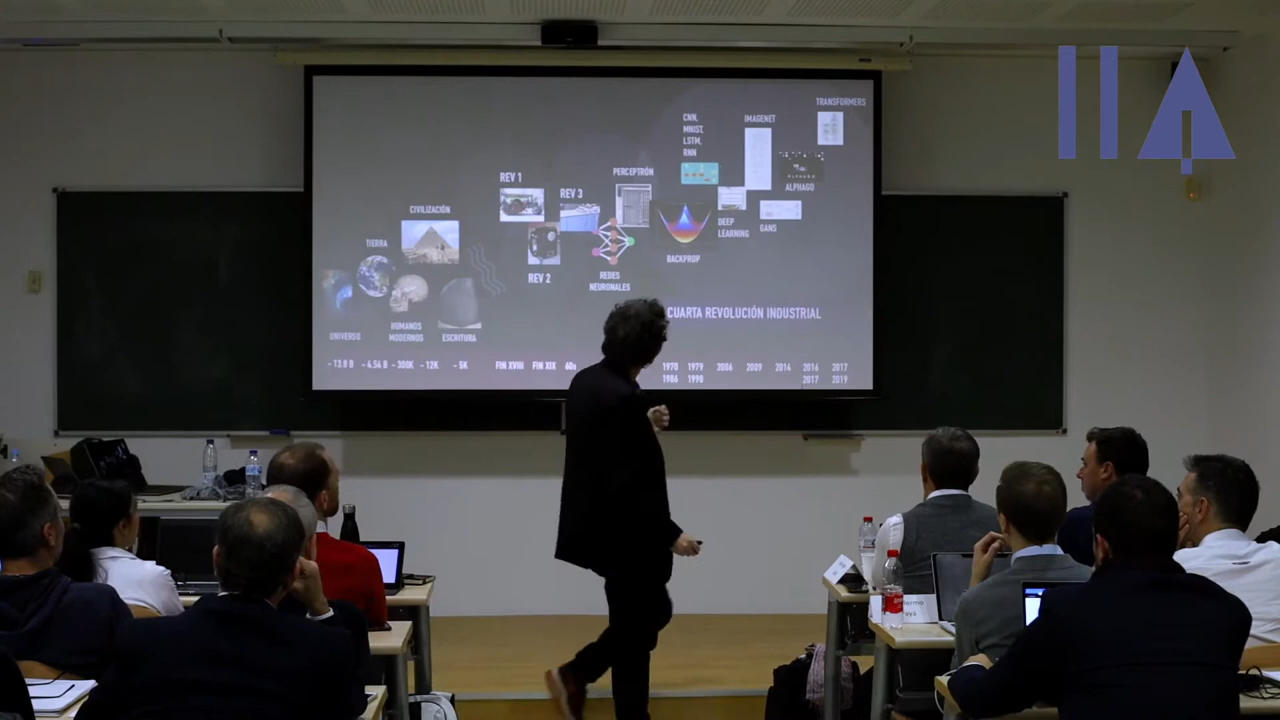 IIA
TRANSFORMERS
CNN,
MNIST,
LSTM,
RNN
IMAGENET
PERCEPTRÓN
REV 1
REV 3
ALPHAGO
CIVILIZACIÓN
GANS
DEEP
LEARNING
TIERRA
BACKPROP
REV 2
REDES
NEURONALES
CUARTA REVOLUCIÓN INDUSTRIAL
UNIVERSO
HUMANOS
MODERNOS
ESCRITURA
~ 13.8 B ~ 4.54 B ~ 300K ~ 12K ~ 5K FIN XVIII FIN XIX 60s 1970 1979 2006 2009 2014 2016 2017
1986 1998 2017 2019